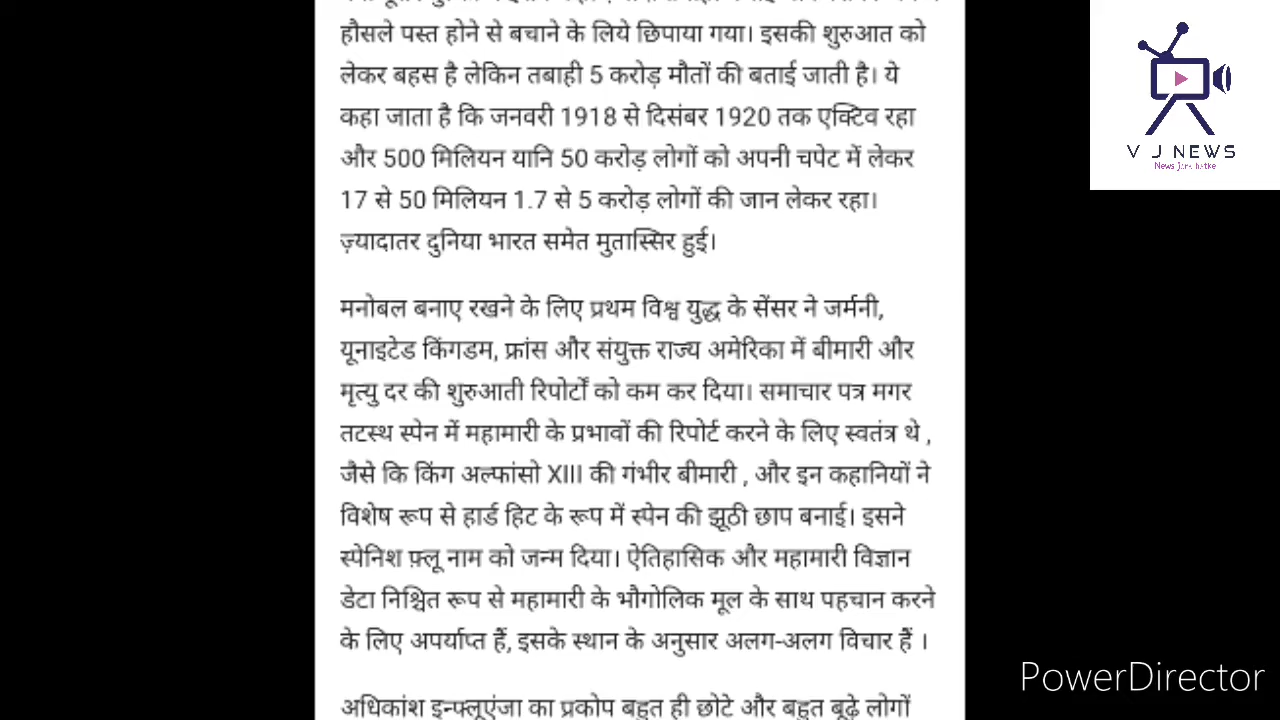 हौसले पस्त होने से बचाने के लिये छिपाया गया। इसकी शुरुआत को
लेकर बहस है लेकिन तबाही 5 करोड़ मौतों की बताई जाती है। ये
कहा जाता है कि जनवरी 1918 से दिसंबर 1920 तक एक्टिव रहा
और 500 मिलियन यानि 50 करोड़ लोगों को अपनी चपेट में लेकर
17 से 50 मिलियन 1.7 से 5 करोड़ लोगों की जान लेकर रहा।
ज़्यादातर दुनिया भारत समेत मुतास्सिर हुई।
मनोबल बनाए रखने के लिए प्रथम विश्व युद्ध के सेंसर ने जर्मनी,
यूनाइटेड किंगडम, फ्रांस और संयुक्त राज्य अमेरिका में बीमारी और
मृत्यु दर की शुरुआती रिपोर्टों को कम कर दिया। समाचार पत्र मगर
तटस्थ स्पेन में महामारी के प्रभावों की रिपोर्ट करने के लिए स्वतंत्र थे ,
जैसे कि किंग अल्फांसो XIII की गंभीर बीमारी , और इन कहानियों ने
विशेष रूप से हार्ड हिट के रूप में स्पेन की झूठी छाप बनाई। इसने
स्पेनिश फ़्लू नाम को जन्म दिया। ऐतिहासिक और महामारी विज्ञान
डेटा निश्चित रूप से महामारी के भौगोलिक मूल के साथ पहचान करने
के लिए अपर्याप्त हैं, इसके स्थान के अनुसार अलग-अलग विचार हैं ।
अधिकांश इन्फ्लूएंजा का प्रकोप बहुत ही छोटे और बहुत बूढ़े लोगों
V J NEWS
News Jara hatke
PowerDirector